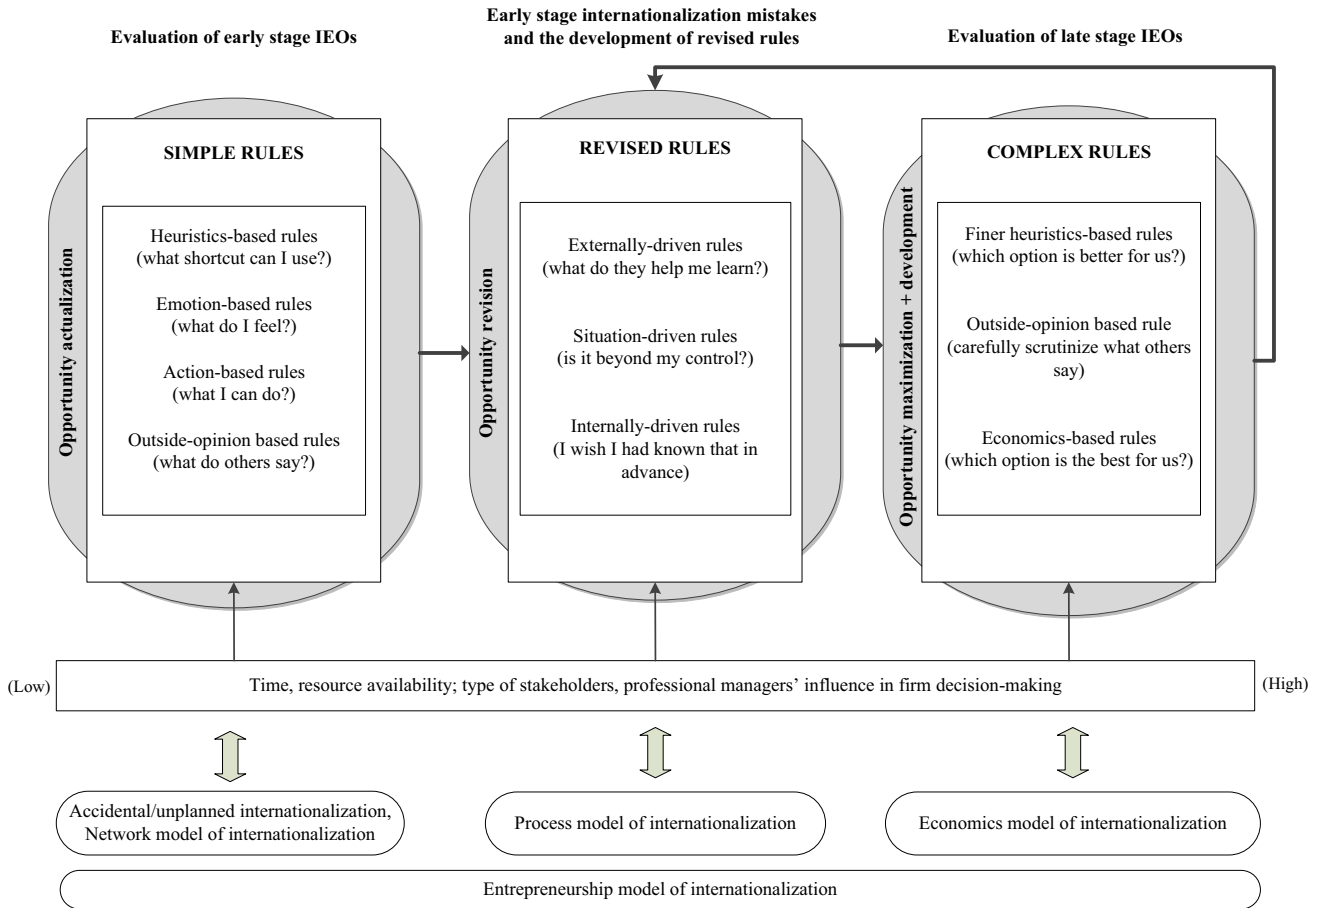 Evaluation of early stage IEOs
Early stage internationalization mistakes
and the development of revised rules
Evaluation of late stage IEOs
Opportunity actualization
SIMPLE RULES
Heuristics-based rules
(what shortcut can I use?)
Emotion-based rules
(what do I feel?)
Action-based rules
(what I can do?)
Outside-opinion based rules
(what do others say?)
Opportunity revision
REVISED RULES
Externally-driven rules
(what do they help me learn?)
Situation-driven rules
(is it beyond my control?)
Internally-driven rules
(I wish I had known that in
advance)
Opportunity maximization + development
COMPLEX RULES
Finer heuristics-based rules
(which option is better for us?)
Outside-opinion based rule
(carefully scrutinize what others
say)
Economics-based rules
(which option is the best for us?)
(Low)
Time, resource availability; type of stakeholders, professional managers’ influence in firm decision-making
(High)
Accidental/unplanned internationalization,
Network model of internationalization
Process model of internationalization
Economics model of internationalization
Entrepreneurship model of internationalization